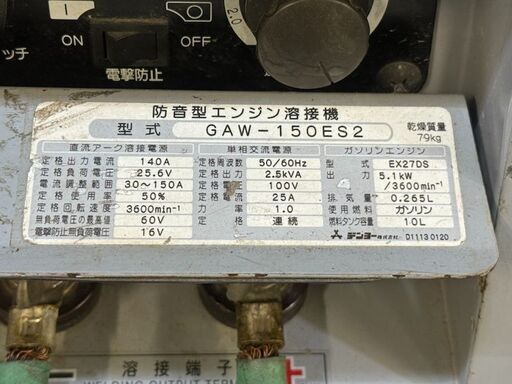 2.0
ッチ
ON OFF
電撃防止
防音型エンジン溶接機
型式 GAW-150ES2
乾燥質量 79kg
直流アーク溶接電源 単相交流電源 ガソリンエンジン
定格出力電流 140A 定格周波数 50/60Hz 型式 EX27DS
定格負荷電圧 25.6V 定格出力 2.5kVA 出力 5.1kW
電流調整範囲 30~150A 定格電圧 100V /3600min⁻¹
定格使用率 50% 定格電流 25A 排気量 0.265L
定格回転速度 3600min⁻¹ 力率 1.0 使用燃料 ガソリン
無負荷電圧の最高値 60V 定格 連続 燃料タンク容量 10L
電撃防止無負荷電圧 16V デンヨー株式会社 D11130120
溶接端子 +
WELDING OUTPUT TERM